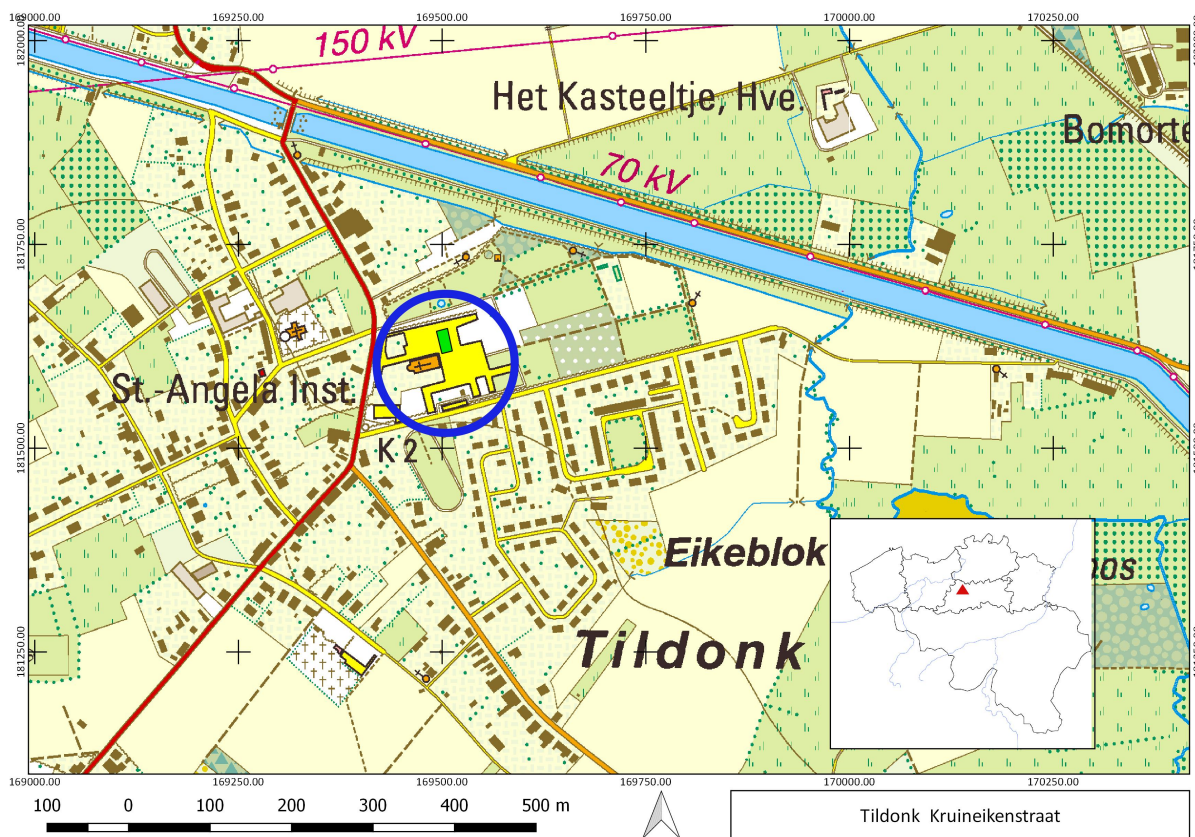 169000.00 169250.00 169500.00 169750.00 170000.00 170250.00
182000.00
150 kV
Het Kasteeltje, Hve.
Bomorte
70 kV
181750.00
St.-Angela Inst.
181500.00
K 2
Eikeblok
Tildonk
181250.00
169000.00 169250.00 169500.00 169750.00 170000.00 170250.00
100 0 100 200 300 400 500 m
Tildonk Kruineikenstraat